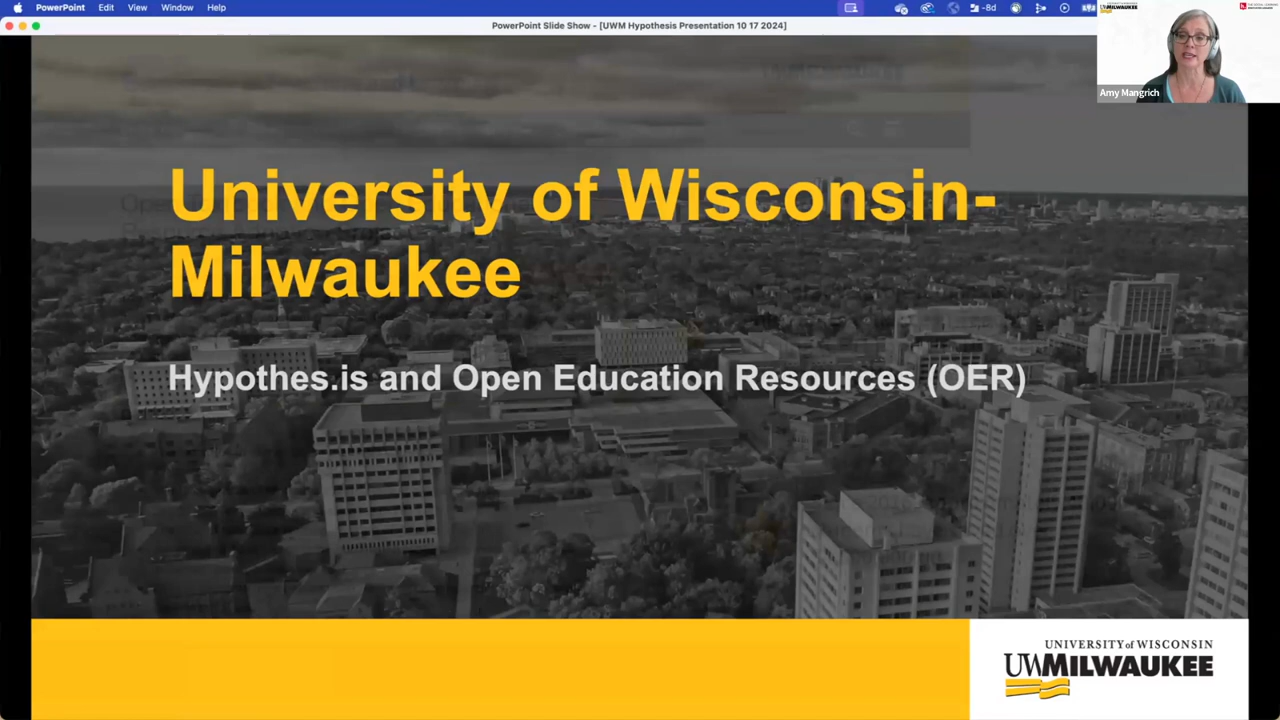 PowerPoint Edit View Window Help
-8d
PowerPoint Slide Show - [UWM Hypothesis Presentation 10 17 2024]
Amy Mangrich
University of Wisconsin-
Milwaukee
Hypothes.is and Open Education Resources (OER)
UNIVERSITY of WISCONSIN
UWMILWAUKEE